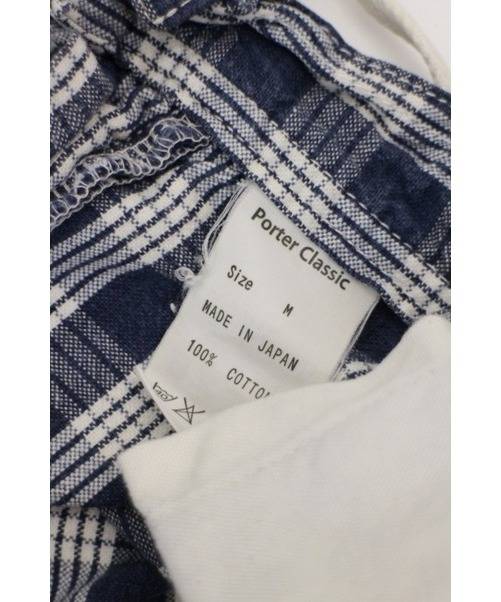 Porter Classic
Size M
MADE IN JAPAN
100% COTTON